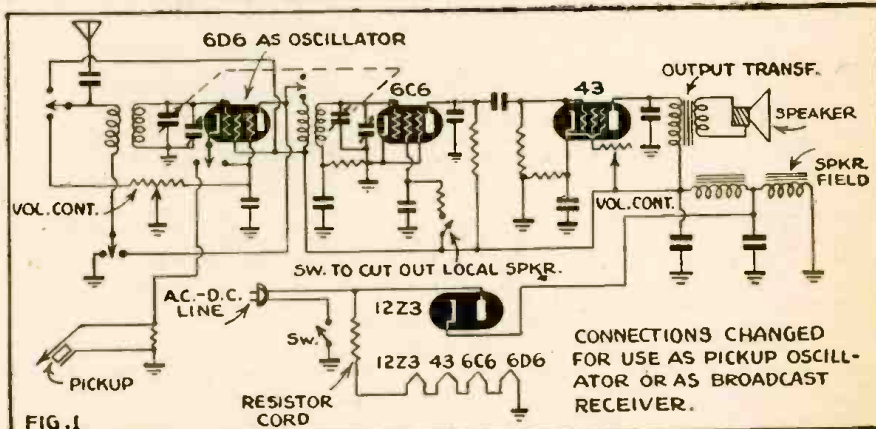 6D6 AS OSCILLATOR
6C6
43
OUTPUT TRANSF.
SPEAKER
SPKR.
FIELD
VOL. CONT.
VOL. CONT.
SW. TO CUT OUT LOCAL SPKR.
A.C.-D.C.
LINE
Sw.
12Z3
PICKUP
RESISTOR
CORD
12Z3 43 6C6 6D6
CONNECTIONS CHANGED
FOR USE AS PICKUP OSCILL-
ATOR OR AS BROADCAST
RECEIVER.
FIG. 1